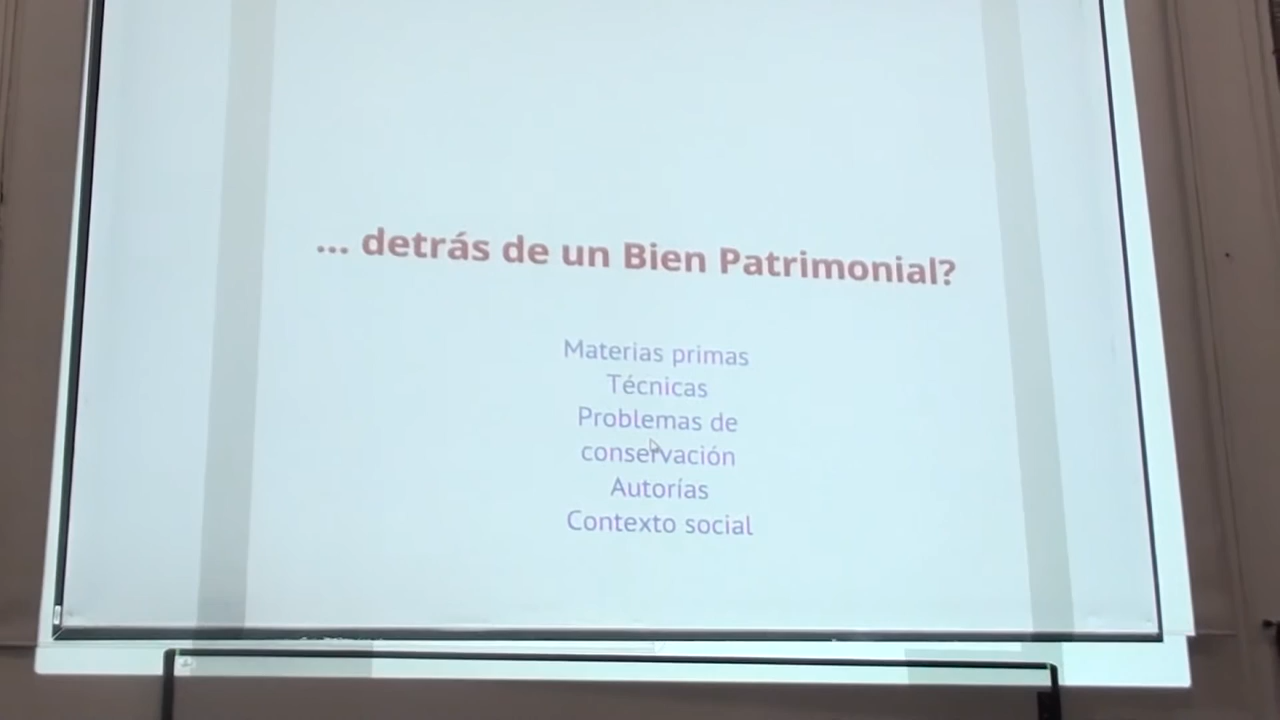 ... detrás de un Bien Patrimonial?
Materias primas
Técnicas
Problemas de
conservación
Autorías
Contexto social